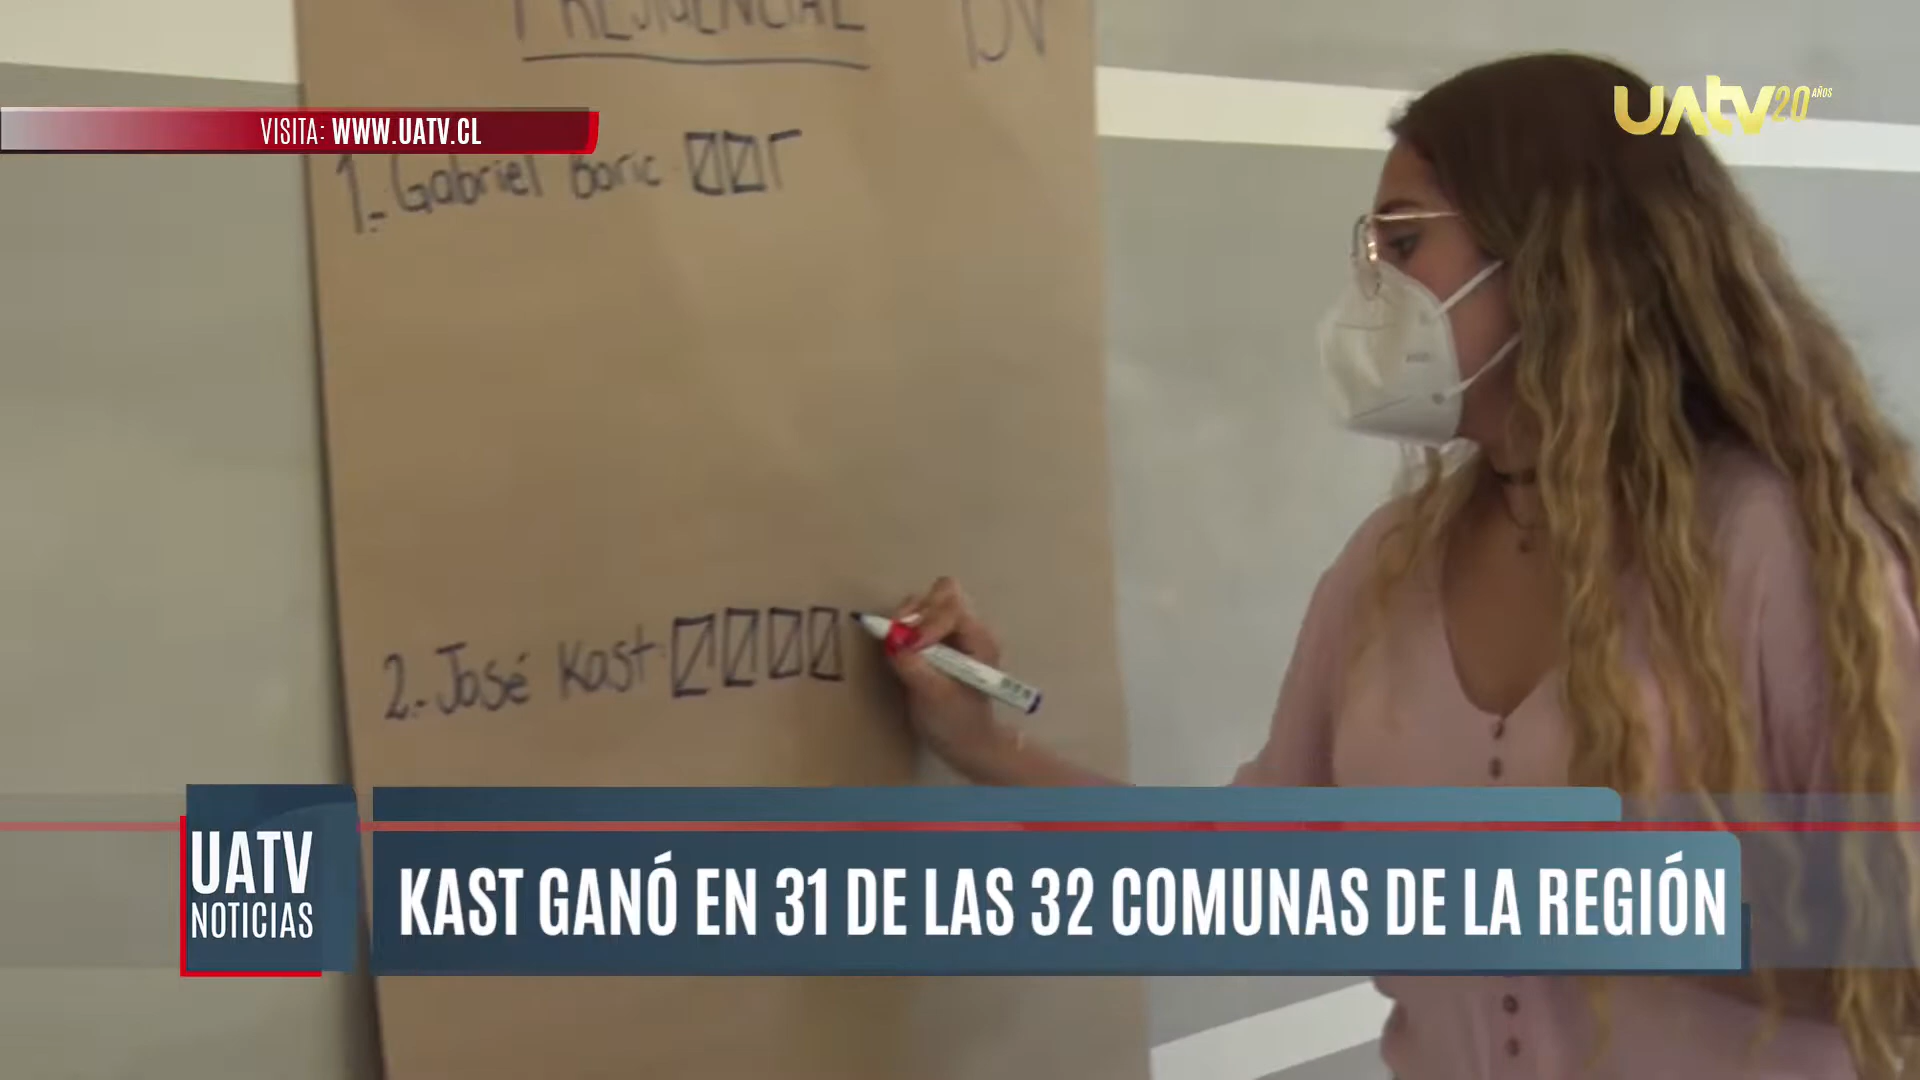 PRESIDENCIAL
UATV 20 AÑOS
VISITA: WWW.UATV.CL
1.- Gabriel Boric
2.- José Kast:
UATV
NOTICIAS
KAST GANÓ EN 31 DE LAS 32 COMUNAS DE LA REGIÓN